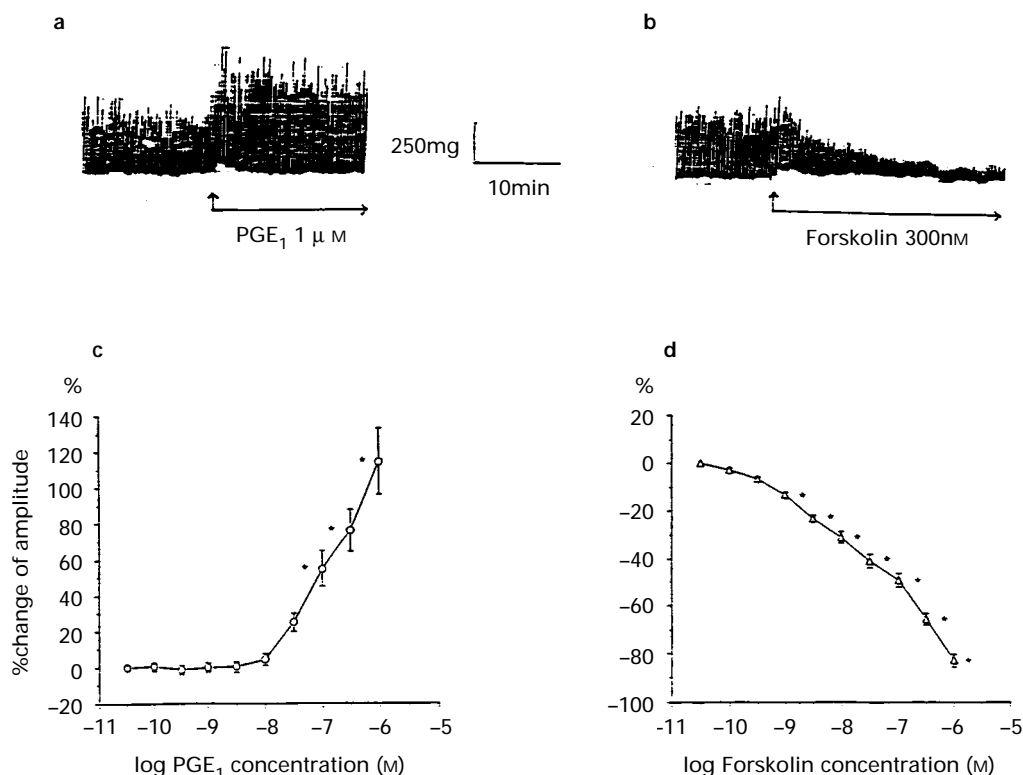 a
b
250mg
10min
PGE₁ 1 μ M
Forskolin 300nM
c
%
140
120
100
80
60
40
20
0
−20
%change of amplitude
* * *
−11 −10 −9 −8 −7 −6 −5
log PGE₁ concentration (M)
d
%
20
0
−20
−40
−60
−80
−100
* * * * * * *
−11 −10 −9 −8 −7 −6 −5
log Forskolin concentration (M)